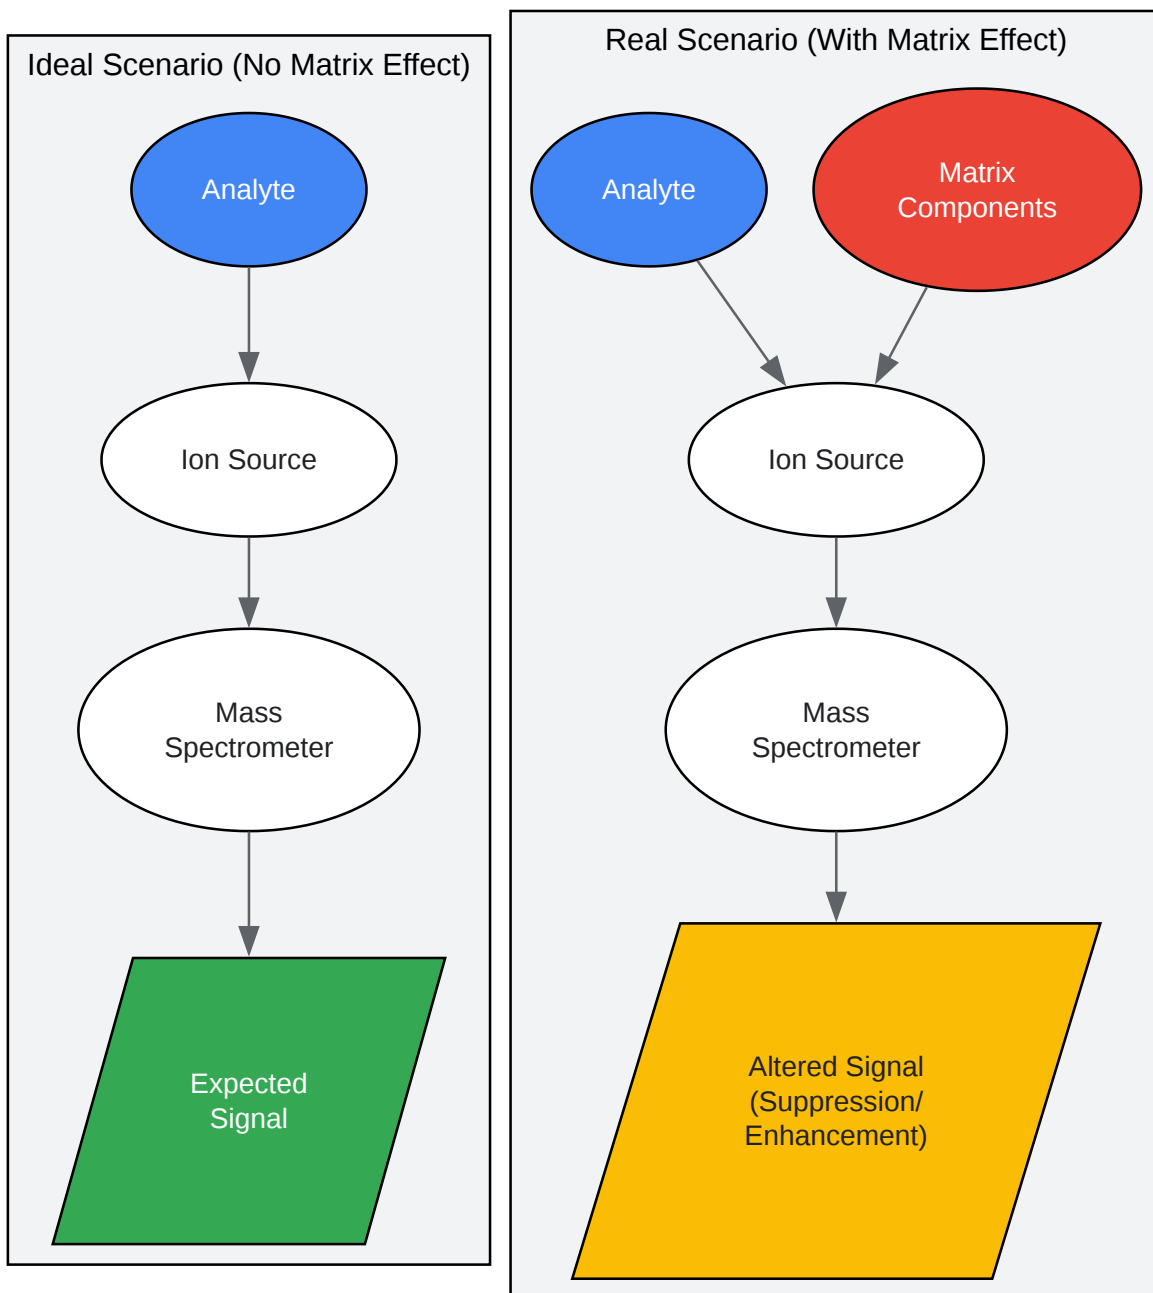 Ideal Scenario (No Matrix Effect)
Analyte
Ion Source
Mass
Spectrometer
Expected
Signal
Real Scenario (With Matrix Effect)
Analyte
Matrix
Components
Ion Source
Mass
Spectrometer
Altered Signal
(Suppression/
Enhancement)